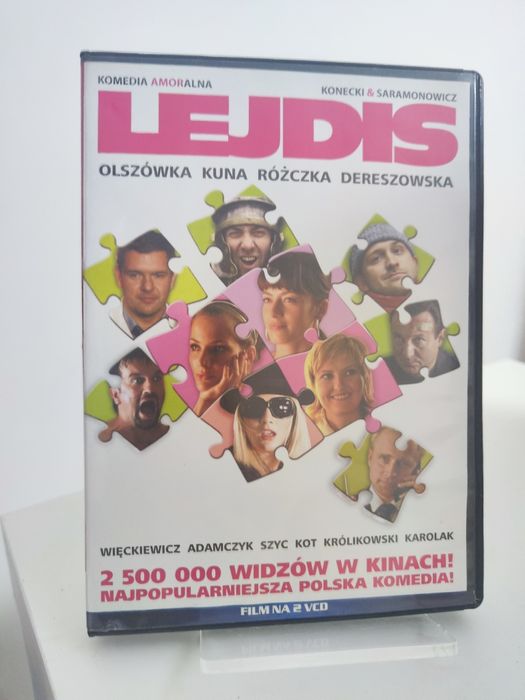 KOMEDIA AMORALNA
KONECKI & SARAMONOWICZ
LEJDIS
OLSZÓWKA KUNA RÓŻCZKA DERESZOWSKA
WIĘCKIEWICZ ADAMCZYK SZYC KOT KRÓLIKOWSKI KAROLAK
2 500 000 WIDZÓW W KINACH!
NAJPOPULARNIEJSZA POLSKA KOMEDIA!
FILM NA 2 VCD